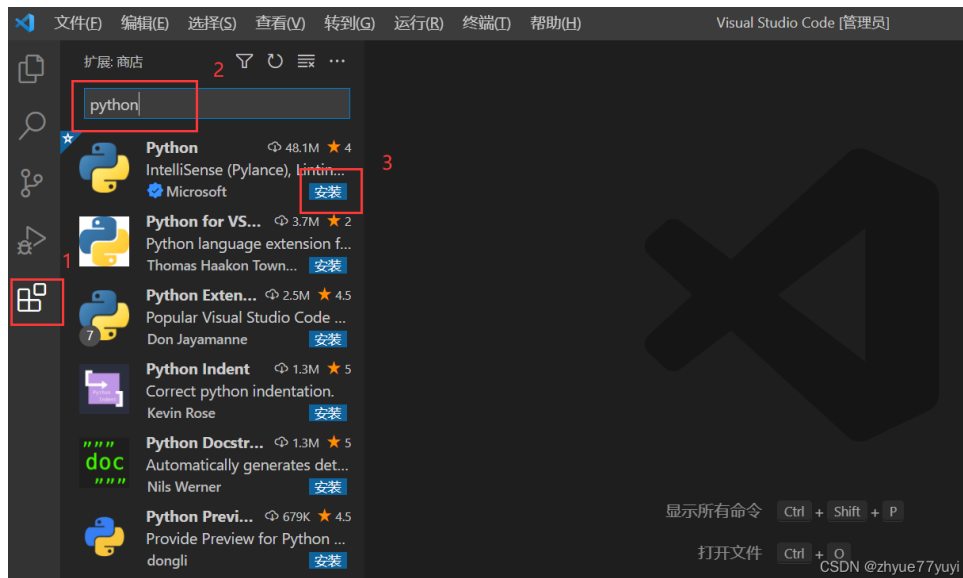 文件(F) 编辑(E) 选择(S) 查看(V) 转到(G) 运行(R) 终端(T) 帮助(H) Visual Studio Code [管理员]
扩展: 商店
2
python
Python 48.1M ★ 4
IntelliSense (Pylance), Lintin...
Microsoft 安装
3
Python for VS... 3.7M ★ 2
Python language extension f...
Thomas Haakon Town... 安装
1
Python Exten... 2.5M ★ 4.5
Popular Visual Studio Code ...
7
Don Jayamanne 安装
Python Indent 1.3M ★ 5
Correct python indentation.
Kevin Rose 安装
Python Docstr... 1.3M ★ 5
""" doc """
Automatically generates det...
Nils Werner 安装
Python Previ... 679K ★ 4.5
Provide Preview for Python ...
dongli 安装
显示所有命令 Ctrl + Shift + P
打开文件 Ctrl + O
CSDN @zhyue77yuyi